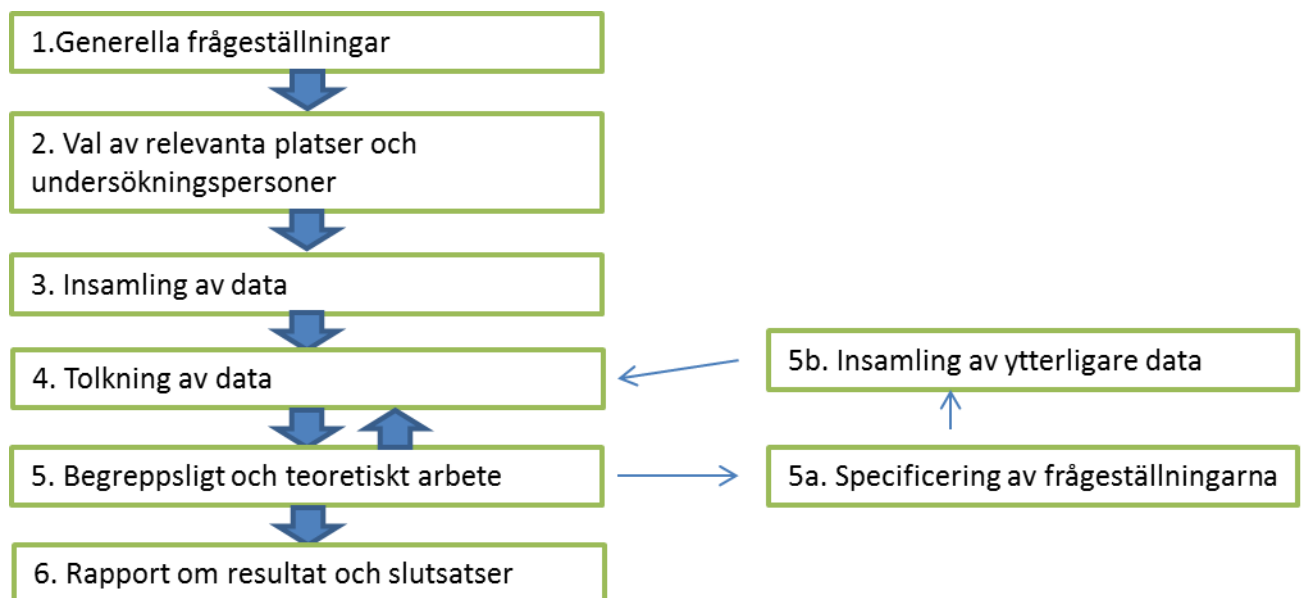 1.Generella frågeställningar
2. Val av relevanta platser och
undersökningspersoner
3. Insamling av data
4. Tolkning av data
5b. Insamling av ytterligare data
5. Begreppsligt och teoretiskt arbete
5a. Specificering av frågeställningarna
6. Rapport om resultat och slutsatser